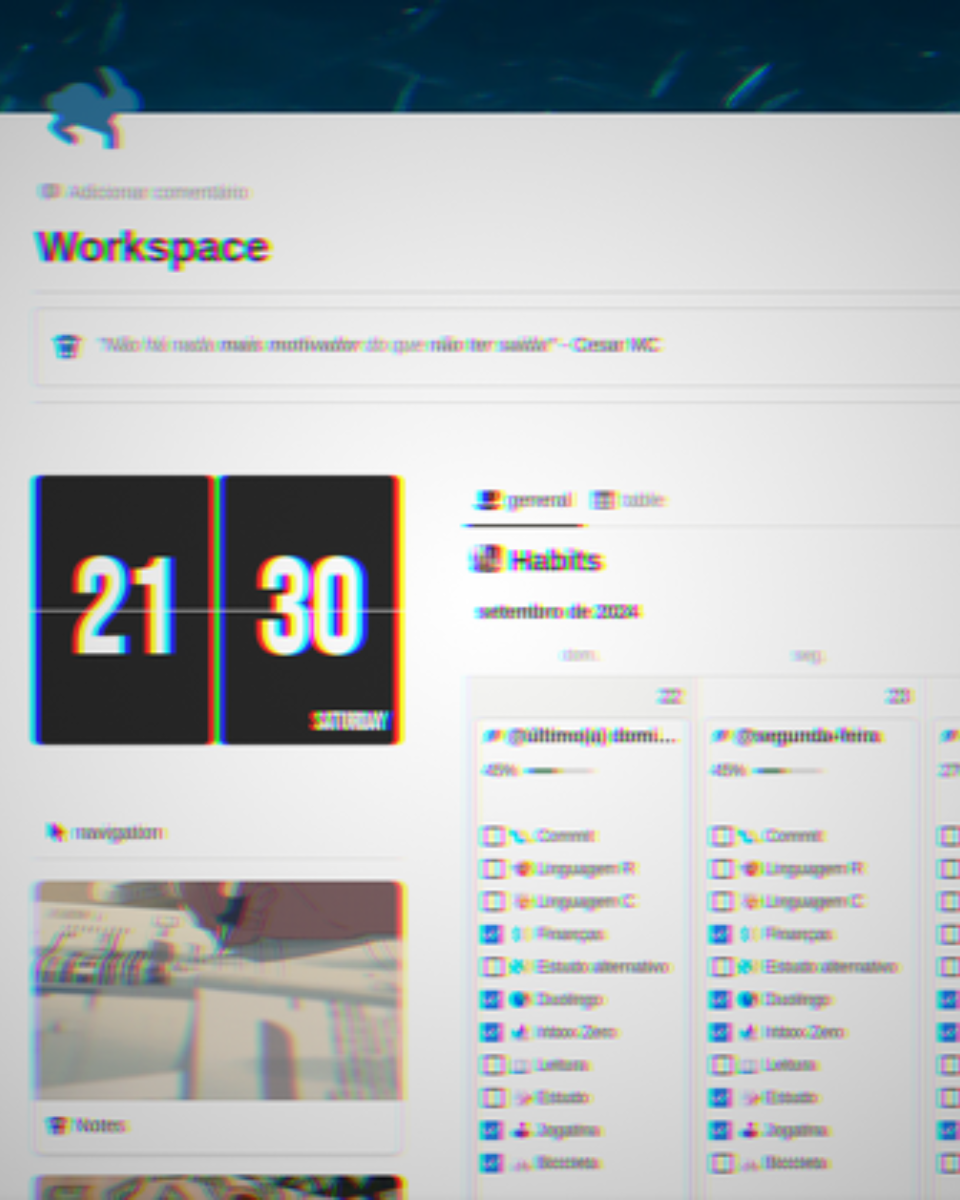 Adicionar comentário
Workspace
"Não há nada mais motivador do que não ter saída" - Cesar MC
21 30
SATURDAY
general table
Habits
setembro de 2024
dom. seg.
22 23
@último(a) domi... @segunda-feira
45% 45%
Commit Commit
Linguagem R Linguagem R
Linguagem C Linguagem C
Finanças Finanças
Estudo alternativo Estudo alternativo
Duolingo Duolingo
Inbox Zero Inbox Zero
Leitura Leitura
Estudo Estudo
Jogatina Jogatina
Bicicleta Bicicleta
navigation
Notes